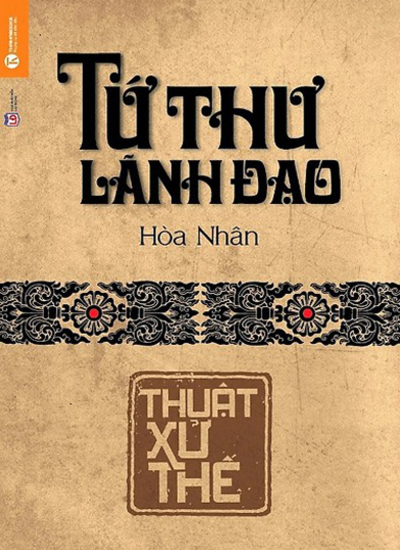 TỨ THƯ
LÃNH ĐẠO
Hòa Nhân
THUẬT
XỬ
THẾ